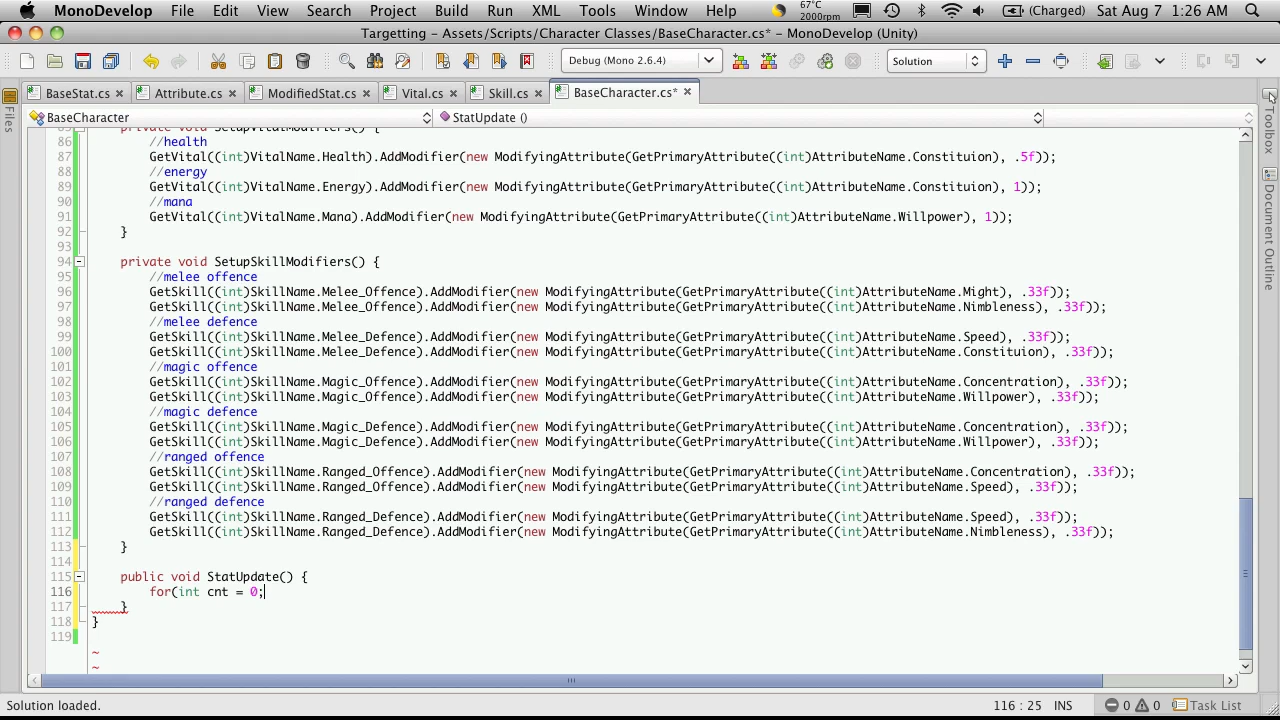 MonoDevelop File Edit View Search Project Build Run XML Tools Window Help 67°C 2000rpm (Charged) Sat Aug 7 1:26 AM
Targetting - Assets/Scripts/Character Classes/BaseCharacter.cs* - MonoDevelop (Unity)
Debug (Mono 2.6.4) Solution
BaseStat.cs Attribute.cs ModifiedStat.cs Vital.cs Skill.cs BaseCharacter.cs*
BaseCharacter StatUpdate ()
Files
Toolbox
Document Outline
85 private void SetupVitalModifiers() {
86 //health
87 GetVital((int)VitalName.Health).AddModifier(new ModifyingAttribute(GetPrimaryAttribute((int)AttributeName.Constituion), .5f));
88 //energy
89 GetVital((int)VitalName.Energy).AddModifier(new ModifyingAttribute(GetPrimaryAttribute((int)AttributeName.Constituion), 1));
90 //mana
91 GetVital((int)VitalName.Mana).AddModifier(new ModifyingAttribute(GetPrimaryAttribute((int)AttributeName.Willpower), 1));
92 }
93
94 private void SetupSkillModifiers() {
95 //melee offence
96 GetSkill((int)SkillName.Melee_Offence).AddModifier(new ModifyingAttribute(GetPrimaryAttribute((int)AttributeName.Might), .33f));
97 GetSkill((int)SkillName.Melee_Offence).AddModifier(new ModifyingAttribute(GetPrimaryAttribute((int)AttributeName.Nimbleness), .33f));
98 //melee defence
99 GetSkill((int)SkillName.Melee_Defence).AddModifier(new ModifyingAttribute(GetPrimaryAttribute((int)AttributeName.Speed), .33f));
100 GetSkill((int)SkillName.Melee_Defence).AddModifier(new ModifyingAttribute(GetPrimaryAttribute((int)AttributeName.Constituion), .33f));
101 //magic offence
102 GetSkill((int)SkillName.Magic_Offence).AddModifier(new ModifyingAttribute(GetPrimaryAttribute((int)AttributeName.Concentration), .33f));
103 GetSkill((int)SkillName.Magic_Offence).AddModifier(new ModifyingAttribute(GetPrimaryAttribute((int)AttributeName.Willpower), .33f));
104 //magic defence
105 GetSkill((int)SkillName.Magic_Defence).AddModifier(new ModifyingAttribute(GetPrimaryAttribute((int)AttributeName.Concentration), .33f));
106 GetSkill((int)SkillName.Magic_Defence).AddModifier(new ModifyingAttribute(GetPrimaryAttribute((int)AttributeName.Willpower), .33f));
107 //ranged offence
108 GetSkill((int)SkillName.Ranged_Offence).AddModifier(new ModifyingAttribute(GetPrimaryAttribute((int)AttributeName.Concentration), .33f));
109 GetSkill((int)SkillName.Ranged_Offence).AddModifier(new ModifyingAttribute(GetPrimaryAttribute((int)AttributeName.Speed), .33f));
110 //ranged defence
111 GetSkill((int)SkillName.Ranged_Defence).AddModifier(new ModifyingAttribute(GetPrimaryAttribute((int)AttributeName.Speed), .33f));
112 GetSkill((int)SkillName.Ranged_Defence).AddModifier(new ModifyingAttribute(GetPrimaryAttribute((int)AttributeName.Nimbleness), .33f));
113 }
114
115 public void StatUpdate() {
116 for(int cnt = 0;
117 }
118 }
119
~
~
Solution loaded. 116 : 25 INS 0 0 Task List